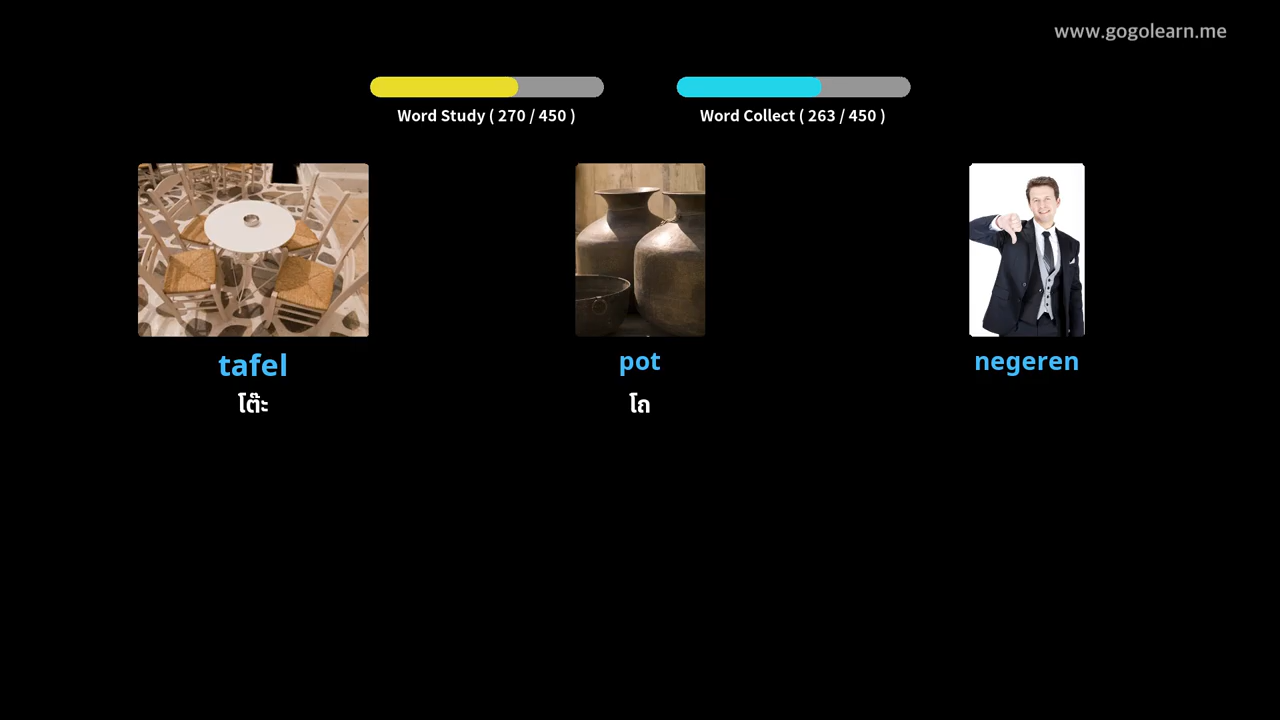 www.gogolearn.me
Word Study ( 270 / 450 )
Word Collect ( 263 / 450 )
tafel
pot
negeren
โต๊ะ
โถ